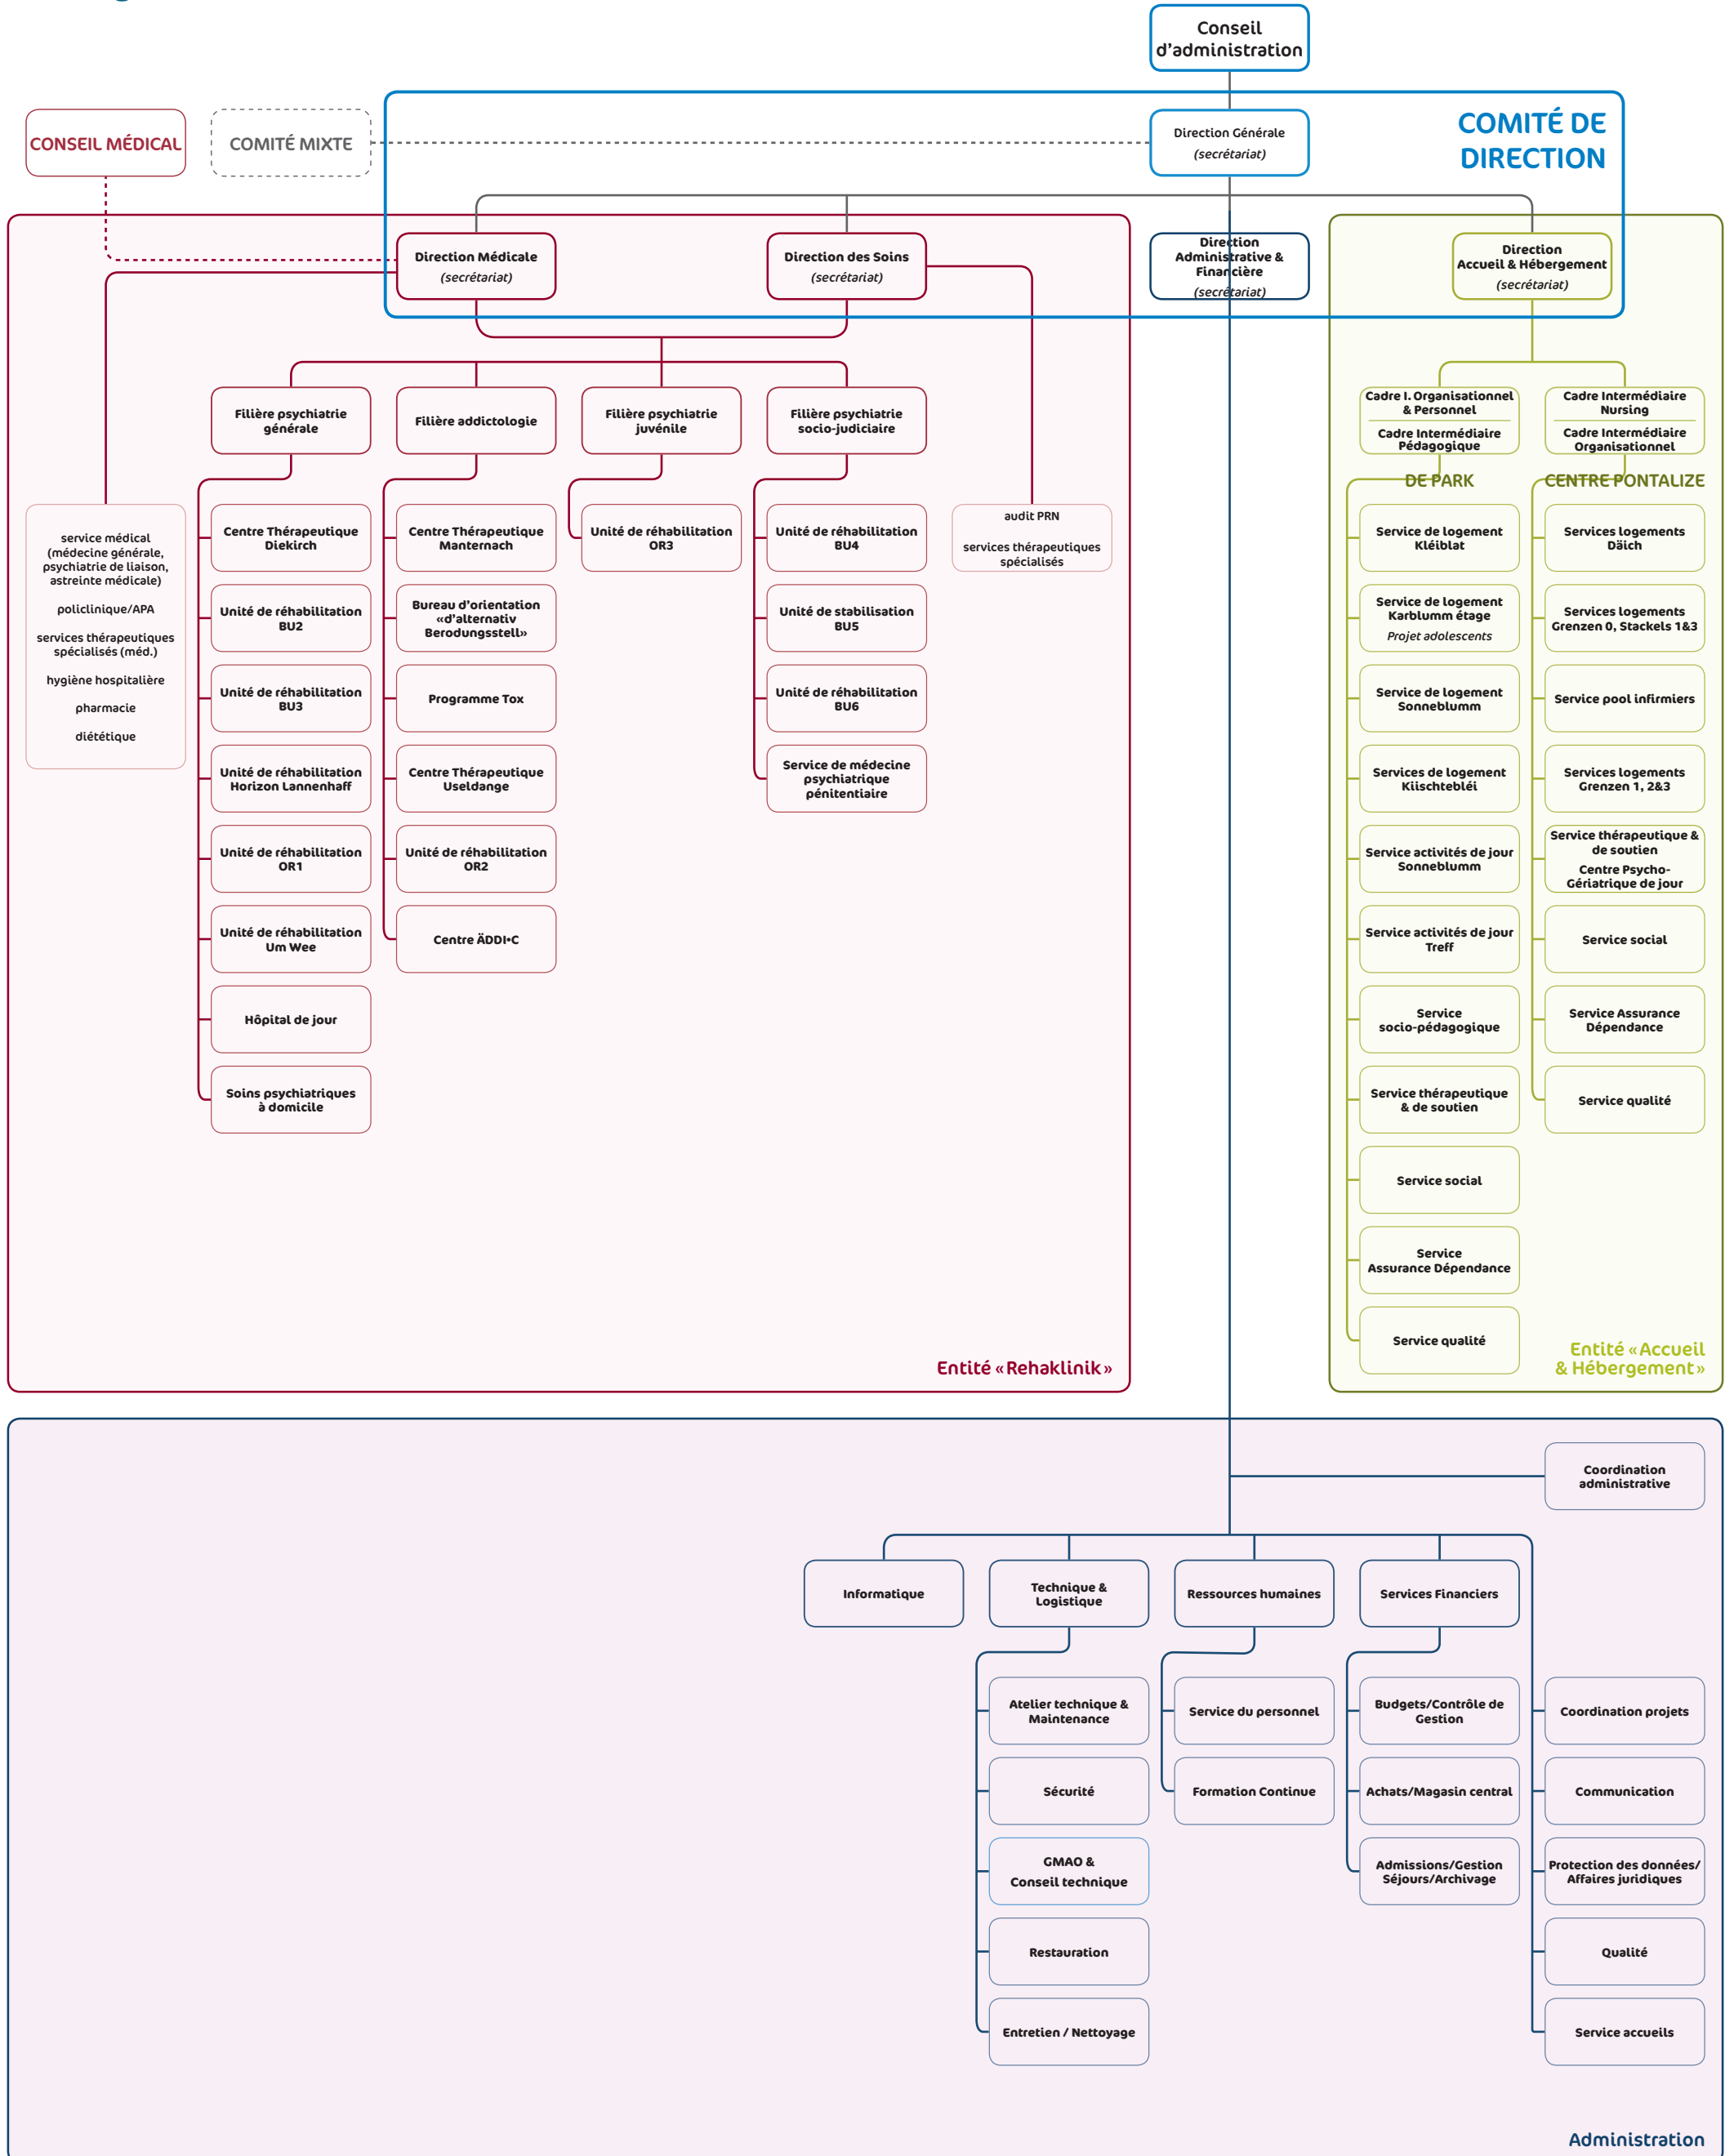 Conseil
d'administration
CONSEIL MÉDICAL
COMITÉ MIXTE
Direction Générale
(secrétariat)
COMITÉ DE
DIRECTION
Direction Médicale
(secrétariat)
Direction des Soins
(secrétariat)
Direction
Administrative &
Financière
(secrétariat)
Direction
Accueil & Hébergement
(secrétariat)
Filière psychiatrie
générale
Filière addictologie
Filière psychiatrie
juvénile
Filière psychiatrie
socio-judiciaire
Cadre I. Organisationnel
& Personnel
Cadre Intermédiaire
Pédagogique
Cadre Intermédiaire
Nursing
Cadre Intermédiaire
Organisationnel
DE PARK
CENTRE PONTALIZE
service médical
(médecine générale,
psychiatrie de liaison,
astreinte médicale)
policlinique/APA
services thérapeutiques
spécialisés (méd.)
hygiène hospitalière
pharmacie
diététique
Centre Thérapeutique
Diekirch
Unité de réhabilitation
BU2
Unité de réhabilitation
BU3
Unité de réhabilitation
Horizon Lannenhaff
Unité de réhabilitation
OR1
Unité de réhabilitation
Um Wee
Hôpital de jour
Soins psychiatriques
à domicile
Centre Thérapeutique
Manternach
Bureau d'orientation
«d'alternativ
Berodungsstell»
Programme Tox
Centre Thérapeutique
Useldange
Unité de réhabilitation
OR2
Centre ÄDDI•C
Unité de réhabilitation
OR3
Unité de réhabilitation
BU4
Unité de stabilisation
BU5
Unité de réhabilitation
BU6
Service de médecine
psychiatrique
pénitentiaire
audit PRN
services thérapeutiques
spécialisés
Service de logement
Kléiblat
Service de logement
Karblumm étage
Projet adolescents
Service de logement
Sonneblumm
Services de logement
Kiischtebléi
Service activités de jour
Sonneblumm
Service activités de jour
Treff
Service
socio-pédagogique
Service thérapeutique
& de soutien
Service social
Service
Assurance Dépendance
Service qualité
Services logements
Däich
Services logements
Grenzen 0, Stackels 1&3
Service pool infirmiers
Services logements
Grenzen 1, 2&3
Service thérapeutique &
de soutien
Centre Psycho-
Gériatrique de jour
Service social
Service Assurance
Dépendance
Service qualité
Entité «Rehaklinik»
Entité «Accueil
& Hébergement»
Coordination
administrative
Informatique
Technique &
Logistique
Ressources humaines
Services Financiers
Atelier technique &
Maintenance
Sécurité
GMAO &
Conseil technique
Restauration
Entretien / Nettoyage
Service du personnel
Formation Continue
Budgets/Contrôle de
Gestion
Achats/Magasin central
Admissions/Gestion
Séjours/Archivage
Coordination projets
Communication
Protection des données/
Affaires juridiques
Qualité
Service accueils
Administration